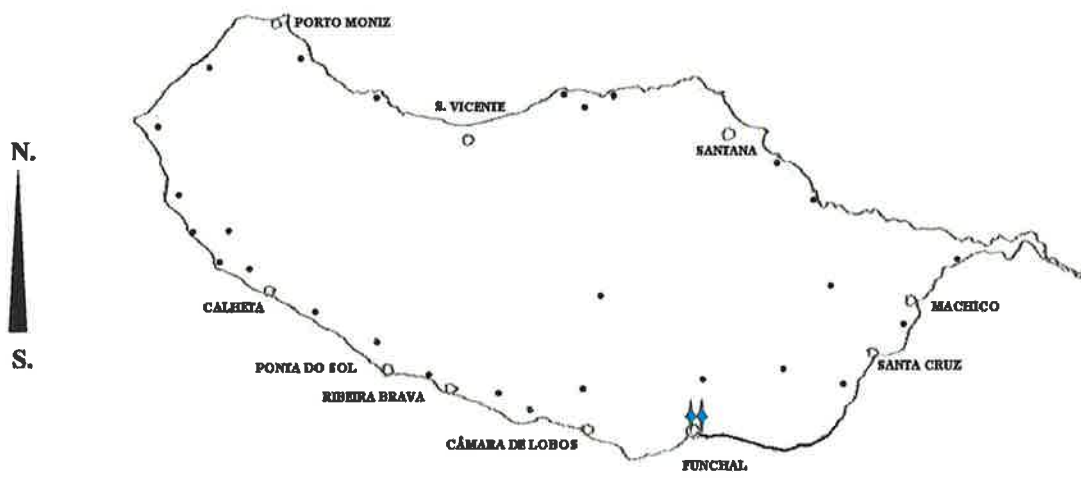 PORTO MONIZ
S. VICENTE
SANTANA
N.
S.
CALHETA
MACHICO
PONTA DO SOL
SANTA CRUZ
RIBEIRA BRAVA
CÂMARA DE LOBOS
FUNCHAL